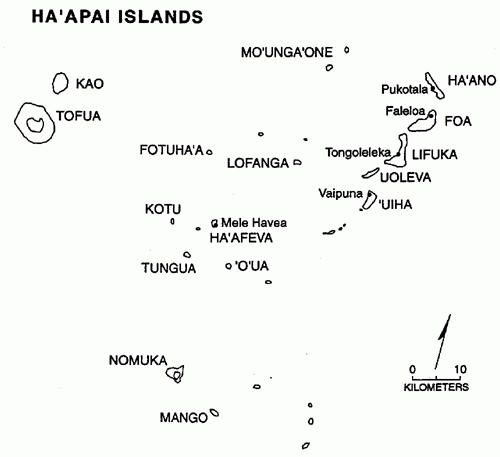 HA'APAI ISLANDS
MO'UNGA'ONE
KAO
HA'ANO
Pukotala
TOFUA
Faleloa
FOA
FOTUHA'A
LOFANGA
Tongoleleka
LIFUKA
UOLEVA
Vaipuna
'UIHA
KOTU
Mele Havea
HA'AFEVA
TUNGUA
'O'UA
NOMUKA
MANGO
0 10
KILOMETERS